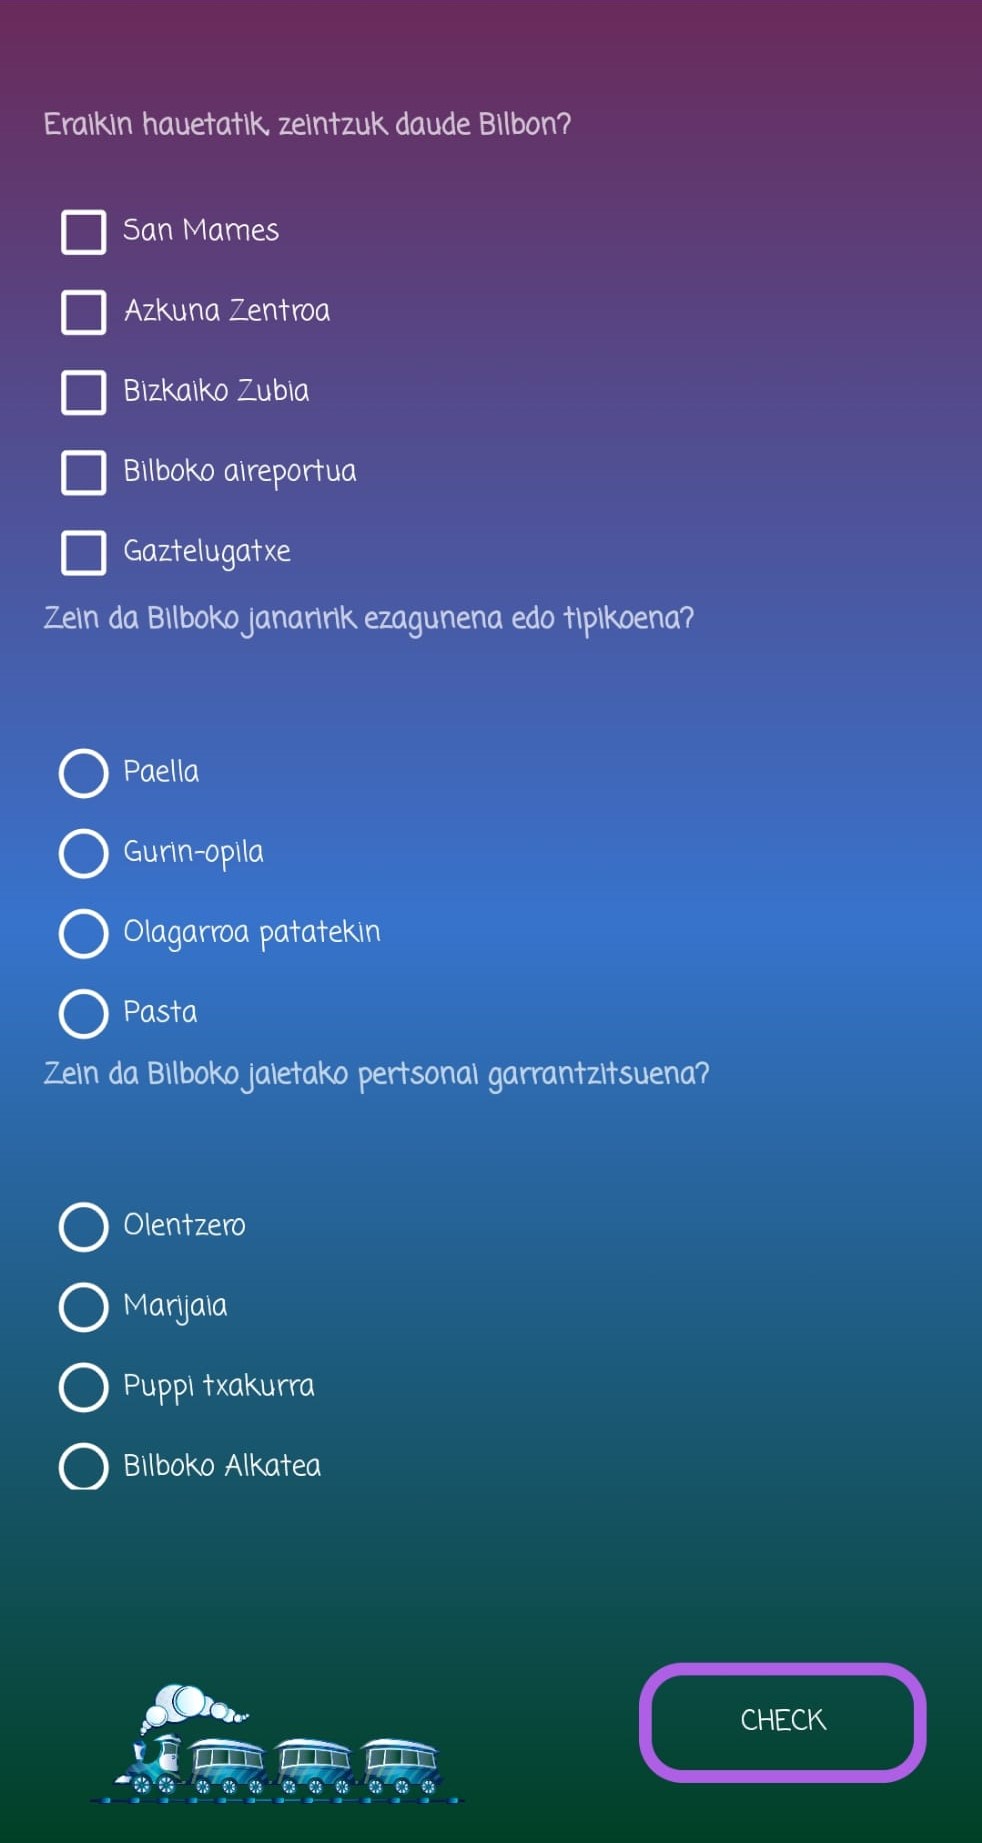 Eraikin hauetatik, zeintzuk daude Bilbon?
San Mames
Azkuna Zentroa
Bizkaiko Zubia
Bilboko aireportua
Gaztelugatxe
Zein da Bilboko janaririk ezagunena edo tipikoena?
Paella
Gurin-opila
Olagarroa patatekin
Pasta
Zein da Bilboko jaietako pertsonai garrantzitsuena?
Olentzero
Marijaia
Puppi txakurra
Bilboko Alkatea
CHECK